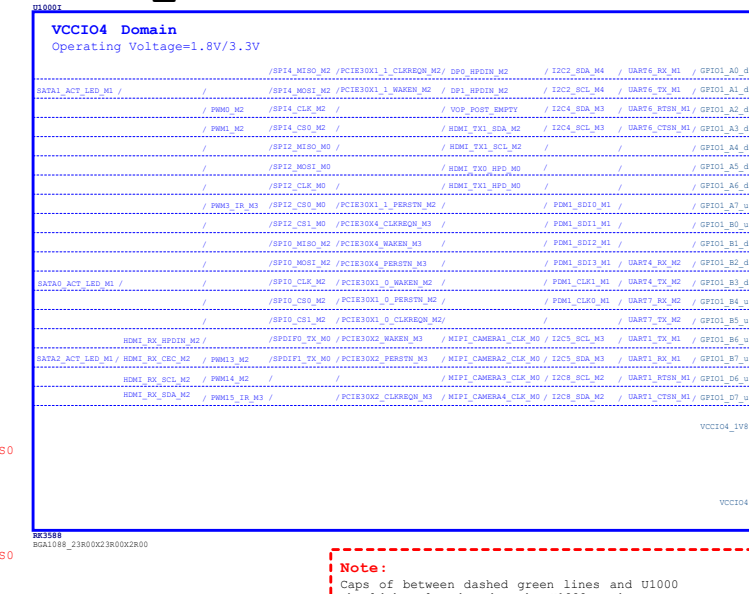 U1000I
VCCIO4 Domain
Operating Voltage=1.8V/3.3V
/SPI4_MISO_M2 /PCIE30X1_1_CLKREQN_M2/ DP0_HPDIN_M2 / I2C2_SDA_M4 / UART6_RX_M1 / GPIO1_A0_d
SATA1_ACT_LED_M1 / / /SPI4_MOSI_M2 /PCIE30X1_1_WAKEN_M2 / DP1_HPDIN_M2 / I2C2_SCL_M4 / UART6_TX_M1 / GPIO1_A1_d
/ PWM0_M2 /SPI4_CLK_M2 / / VOP_POST_EMPTY / I2C4_SDA_M3 / UART6_RTSN_M1 / GPIO1_A2_d
/ PWM1_M2 /SPI4_CS0_M2 / / HDMI_TX1_SDA_M2 / I2C4_SCL_M3 / UART6_CTSN_M1 / GPIO1_A3_d
/ /SPI2_MISO_M0 / / HDMI_TX1_SCL_M2 / / / GPIO1_A4_d
/ /SPI2_MOSI_M0 / HDMI_TX0_HPD_M0 / / / GPIO1_A5_d
/ /SPI2_CLK_M0 / / HDMI_TX1_HPD_M0 / / / GPIO1_A6_d
/ PWM3_IR_M3 /SPI2_CS0_M0 /PCIE30X1_1_PERSTN_M2 / / PDM1_SDI0_M1 / / GPIO1_A7_u
/ /SPI2_CS1_M0 /PCIE30X4_CLKREQN_M3 / / PDM1_SDI1_M1 / / GPIO1_B0_u
/ /SPI0_MISO_M2 /PCIE30X4_WAKEN_M3 / / PDM1_SDI2_M1 / / GPIO1_B1_d
/ /SPI0_MOSI_M2 /PCIE30X4_PERSTN_M3 / / PDM1_SDI3_M1 / UART4_RX_M2 / GPIO1_B2_d
SATA0_ACT_LED_M1 / / /SPI0_CLK_M2 /PCIE30X1_0_WAKEN_M2 / / PDM1_CLK1_M1 / UART4_TX_M2 / GPIO1_B3_d
/ /SPI0_CS0_M2 /PCIE30X1_0_PERSTN_M2 / / PDM1_CLK0_M1 / UART7_RX_M2 / GPIO1_B4_u
/ /SPI0_CS1_M2 /PCIE30X1_0_CLKREQN_M2/ / / UART7_TX_M2 / GPIO1_B5_u
HDMI_RX_HPDIN_M2 / /SPDIF0_TX_M0 /PCIE30X2_WAKEN_M3 / MIPI_CAMERA1_CLK_M0 / I2C5_SCL_M3 / UART1_TX_M1 / GPIO1_B6_u
SATA2_ACT_LED_M1 / HDMI_RX_CEC_M2 / PWM13_M2 /SPDIF1_TX_M0 /PCIE30X2_PERSTN_M3 / MIPI_CAMERA2_CLK_M0 / I2C5_SDA_M3 / UART1_RX_M1 / GPIO1_B7_u
HDMI_RX_SCL_M2 / PWM14_M2 / / / MIPI_CAMERA3_CLK_M0 / I2C8_SCL_M2 / UART1_RTSN_M1 / GPIO1_D6_u
HDMI_RX_SDA_M2 / PWM15_IR_M3 / /PCIE30X2_CLKREQN_M3 / MIPI_CAMERA4_CLK_M0 / I2C8_SDA_M2 / UART1_CTSN_M1 / GPIO1_D7_u
VCCIO4_1V8
S0
VCCIO4
RK3588
BGA1088_23R00X23R00X2R00
S0
Note:
Caps of between dashed green lines and U1000